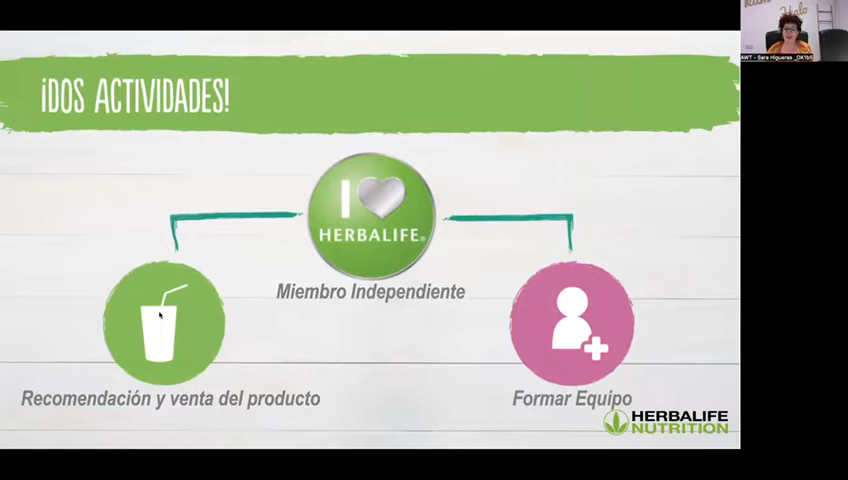 ¡DOS ACTIVIDADES!
I
HERBALIFE
Miembro Independiente
Recomendación y venta del producto
Formar Equipo
HERBALIFE
NUTRITION
AWT - Sara Higueras